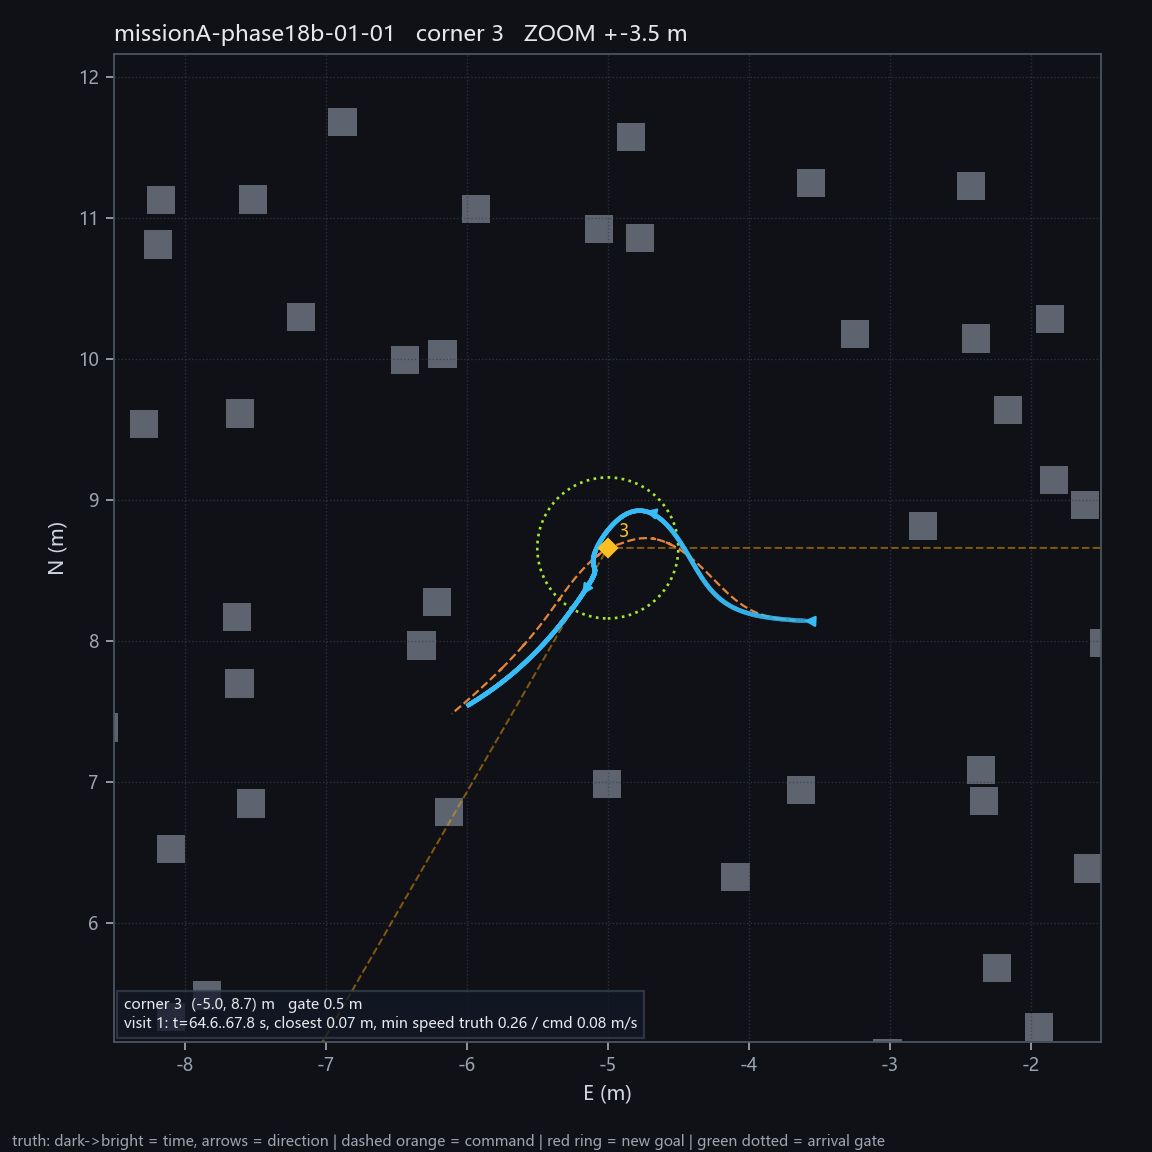 missionA-phase18b-01-01 corner 3 ZOOM +-3.5 m
12
11
10
9
8
7
6
N (m)
3
corner 3 (-5.0, 8.7) m gate 0.5 m
visit 1: t=64.6..67.8 s, closest 0.07 m, min speed truth 0.26 / cmd 0.08 m/s
-8 -7 -6 -5 -4 -3 -2
E (m)
truth: dark->bright = time, arrows = direction | dashed orange = command | red ring = new goal | green dotted = arrival gate